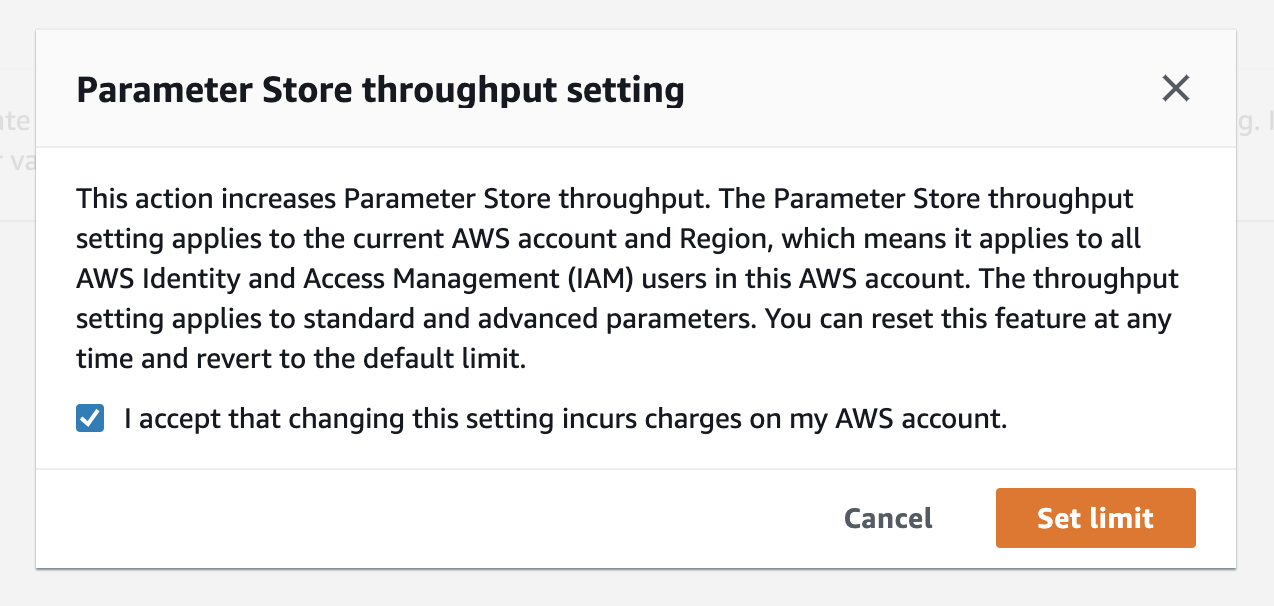 Parameter Store throughput setting
This action increases Parameter Store throughput. The Parameter Store throughput
setting applies to the current AWS account and Region, which means it applies to all
AWS Identity and Access Management (IAM) users in this AWS account. The throughput
setting applies to standard and advanced parameters. You can reset this feature at any
time and revert to the default limit.
I accept that changing this setting incurs charges on my AWS account.
Cancel Set limit